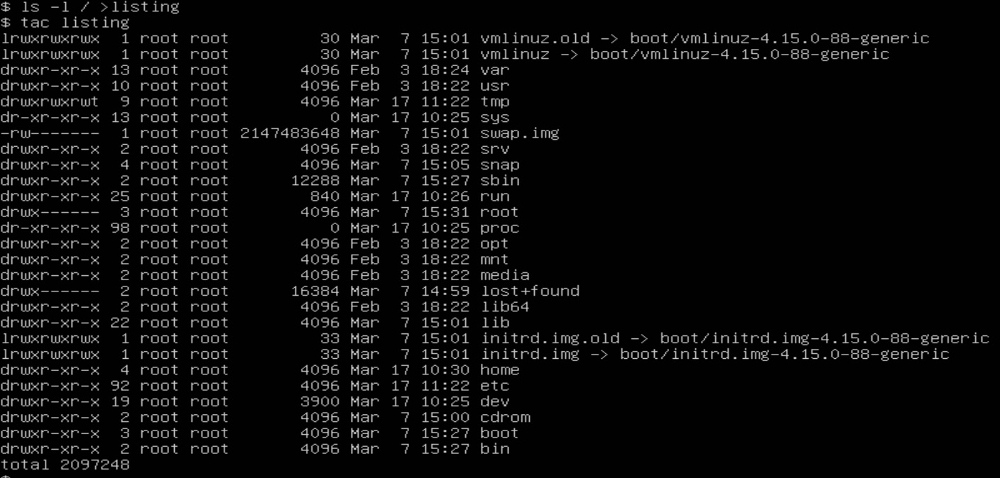 $ ls -l / >listing
$ tac listing
lrwxrwxrwx  1 root root         30 Mar  7 15:01 vmlinuz.old -> boot/vmlinuz-4.15.0-88-generic
lrwxrwxrwx  1 root root         30 Mar  7 15:01 vmlinuz -> boot/vmlinuz-4.15.0-88-generic
drwxr-xr-x 13 root root       4096 Feb  3 18:24 var
drwxr-xr-x 10 root root       4096 Feb  3 18:22 usr
drwxrwxrwt  9 root root       4096 Mar 17 11:22 tmp
dr-xr-xr-x 13 root root          0 Mar 17 10:25 sys
-rw-------  1 root root 2147483648 Mar  7 15:01 swap.img
drwxr-xr-x  2 root root       4096 Feb  3 18:22 srv
drwxr-xr-x  4 root root       4096 Mar  7 15:05 snap
drwxr-xr-x  2 root root      12288 Mar  7 15:27 sbin
drwxr-xr-x 25 root root        840 Mar 17 10:26 run
drwx------  3 root root       4096 Mar  7 15:31 root
dr-xr-xr-x 98 root root          0 Mar 17 10:25 proc
drwxr-xr-x  2 root root       4096 Feb  3 18:22 opt
drwxr-xr-x  2 root root       4096 Feb  3 18:22 mnt
drwxr-xr-x  2 root root       4096 Feb  3 18:22 media
drwx------  2 root root      16384 Mar  7 14:59 lost+found
drwxr-xr-x  2 root root       4096 Feb  3 18:22 lib64
drwxr-xr-x 22 root root       4096 Mar  7 15:01 lib
lrwxrwxrwx  1 root root         33 Mar  7 15:01 initrd.img.old -> boot/initrd.img-4.15.0-88-generic
lrwxrwxrwx  1 root root         33 Mar  7 15:01 initrd.img -> boot/initrd.img-4.15.0-88-generic
drwxr-xr-x  4 root root       4096 Mar 17 10:30 home
drwxr-xr-x 92 root root       4096 Mar 17 11:22 etc
drwxr-xr-x 19 root root       3900 Mar 17 10:25 dev
drwxr-xr-x  2 root root       4096 Mar  7 15:00 cdrom
drwxr-xr-x  3 root root       4096 Mar  7 15:27 boot
drwxr-xr-x  2 root root       4096 Mar  7 15:27 bin
total 2097248
$